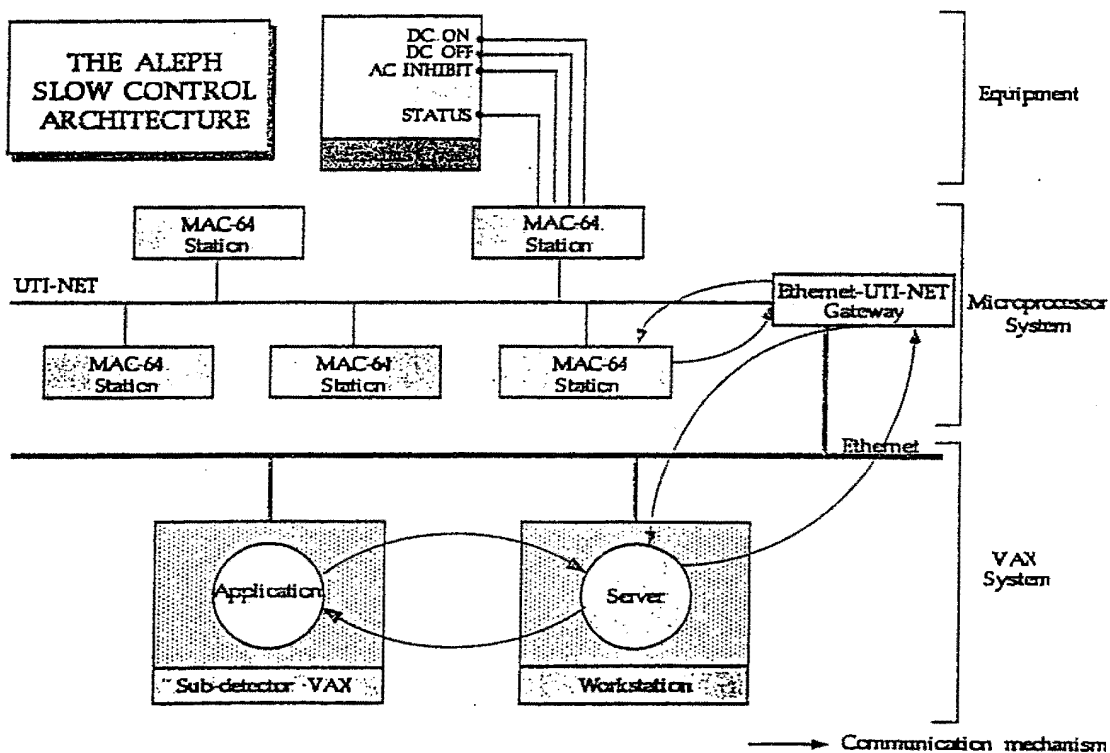 THE ALEPH
SLOW CONTROL
ARCHITECTURE
DC ON
DC OFF
AC INHIBIT
STATUS
Equipment
MAC-64
Station
MAC-64
Station
UTI-NET
Ethernet-UTI-NET
Gateway
Microprocessor
System
MAC-64
Station
MAC-64
Station
MAC-64
Station
Ethernet
Application
Server
VAX
System
Sub-detector VAX
Workstation
Communication mechanism